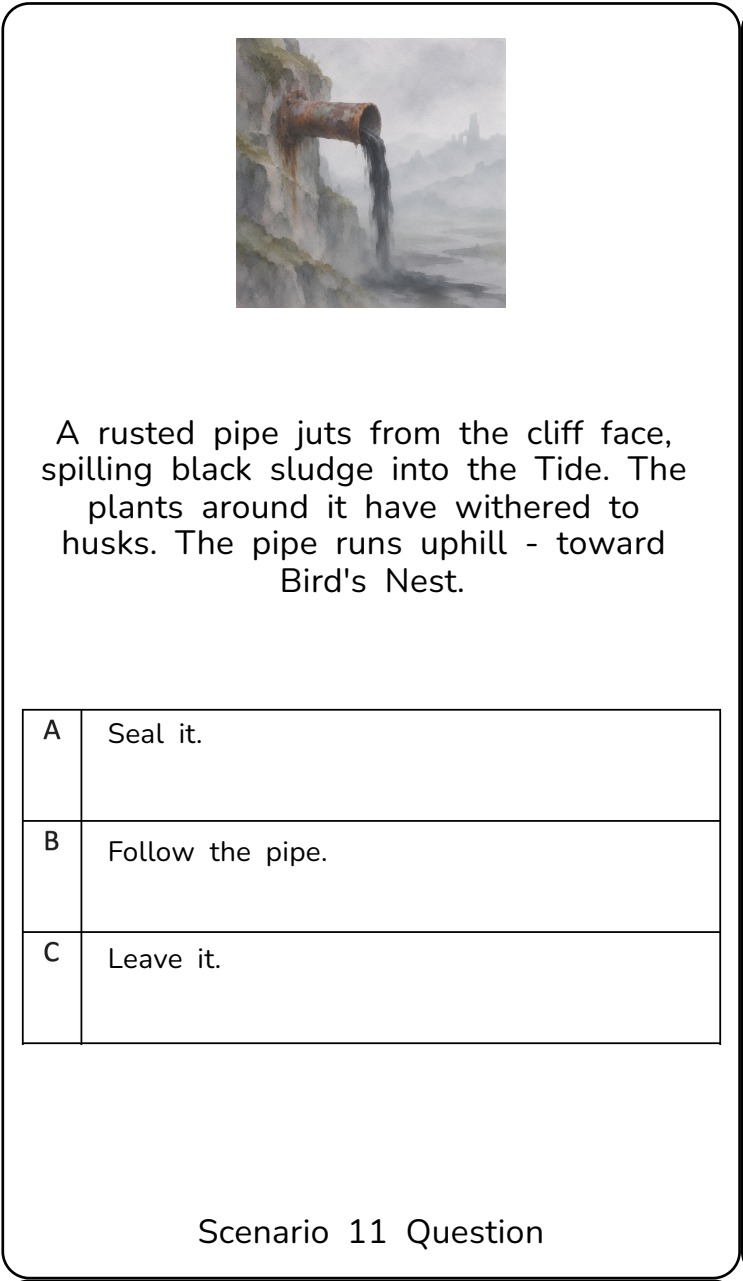 A rusted pipe juts from the cliff face,
spilling black sludge into the Tide. The
plants around it have withered to
husks. The pipe runs uphill - toward
Bird's Nest.
A Seal it.
B Follow the pipe.
C Leave it.
Scenario 11 Question